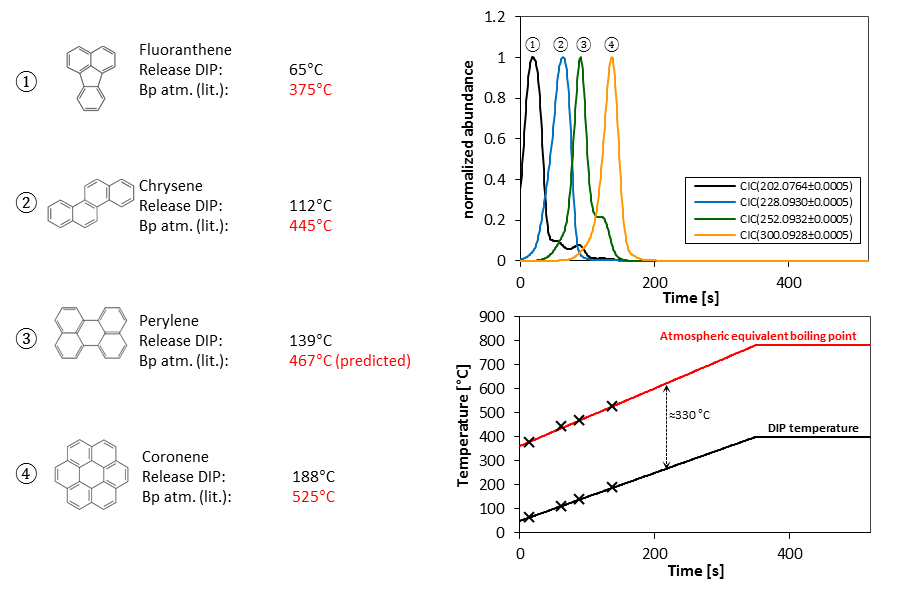 ①
Fluoranthene
Release DIP: 65°C
Bp atm. (lit.): 375°C
②
Chrysene
Release DIP: 112°C
Bp atm. (lit.): 445°C
③
Perylene
Release DIP: 139°C
Bp atm. (lit.): 467°C (predicted)
④
Coronene
Release DIP: 188°C
Bp atm. (lit.): 525°C
normalized abundance
1.2
1
0.8
0.6
0.4
0.2
0
① ② ③ ④
CIC(202.0764±0.0005)
CIC(228.0930±0.0005)
CIC(252.0932±0.0005)
CIC(300.0928±0.0005)
0 200 400
Time [s]
Temperature [°C]
900
800
700
600
500
400
300
200
100
0
Atmospheric equivalent boiling point
≈330 °C
DIP temperature
0 200 400
Time [s]